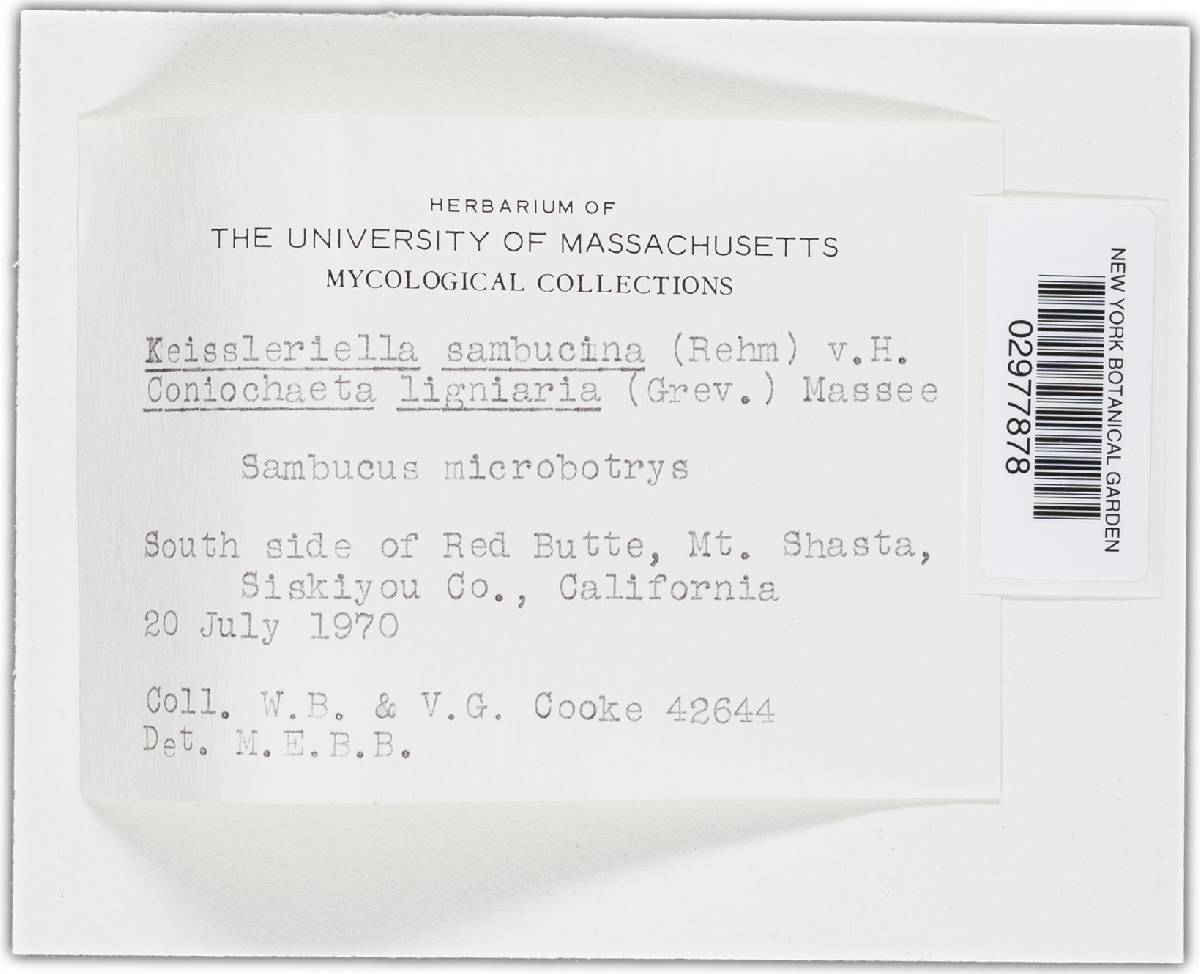 HERBARIUM OF
THE UNIVERSITY OF MASSACHUSETTS
MYCOLOGICAL COLLECTIONS
Keissleriella sambucina (Rehm) v.H.
Coniochaeta ligniaria (Grev.) Massee
Sambucus microbotrys
South side of Red Butte, Mt. Shasta,
Siskiyou Co., California
20 July 1970
Coll. W.B. & V.G. Cooke 42644
Det. M.E.B.B.
NEW YORK BOTANICAL GARDEN
02977878